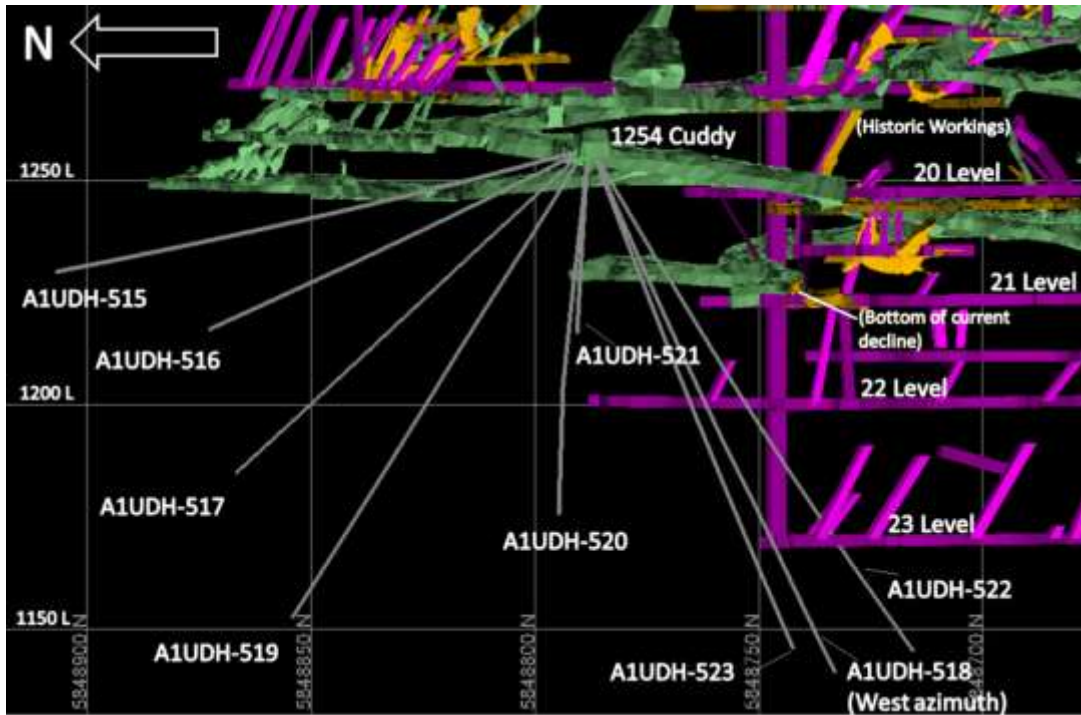 N
1254 Cuddy
(Historic Workings)
1250 L
20 Level
A1UDH-515
21 Level
(Bottom of current
decline)
A1UDH-516
A1UDH-521
22 Level
1200 L
A1UDH-517
23 Level
A1UDH-520
A1UDH-522
1150 L
A1UDH-519
A1UDH-523
A1UDH-518
(West azimuth)
5848900 N
5848850 N
5848800 N
5848750 N
5848700 N